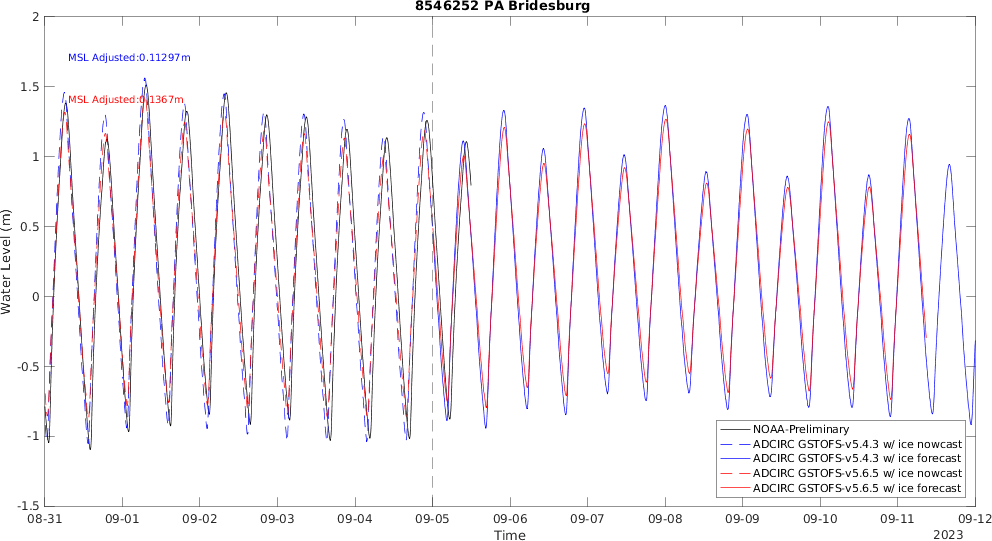 8546252 PA Bridesburg
MSL Adjusted:0.11297m
MSL Adjusted:0.1367m
Water Level (m)
2
1.5
1
0.5
0
-0.5
-1
-1.5
NOAA-Preliminary
ADCIRC GSTOFS-v5.4.3 w/ ice nowcast
ADCIRC GSTOFS-v5.4.3 w/ ice forecast
ADCIRC GSTOFS-v5.6.5 w/ ice nowcast
ADCIRC GSTOFS-v5.6.5 w/ ice forecast
08-31 09-01 09-02 09-03 09-04 09-05 09-06 09-07 09-08 09-09 09-10 09-11 09-12
Time
2023